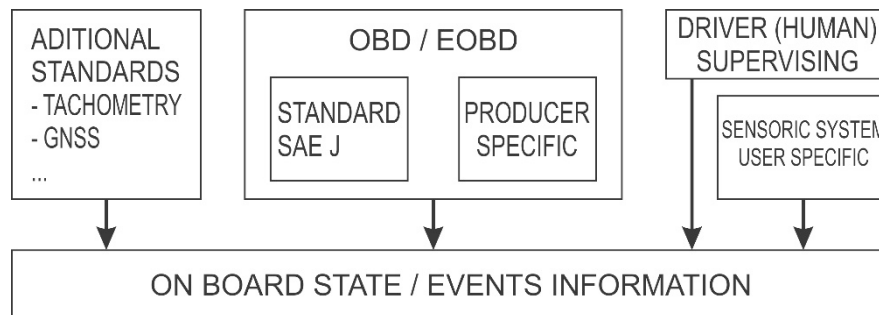 ADITIONAL
STANDARDS
- TACHOMETRY
- GNSS
...
OBD / EOBD
STANDARD
SAE J
PRODUCER
SPECIFIC
DRIVER (HUMAN)
SUPERVISING
SENSORIC SYSTEM
USER SPECIFIC
ON BOARD STATE / EVENTS INFORMATION